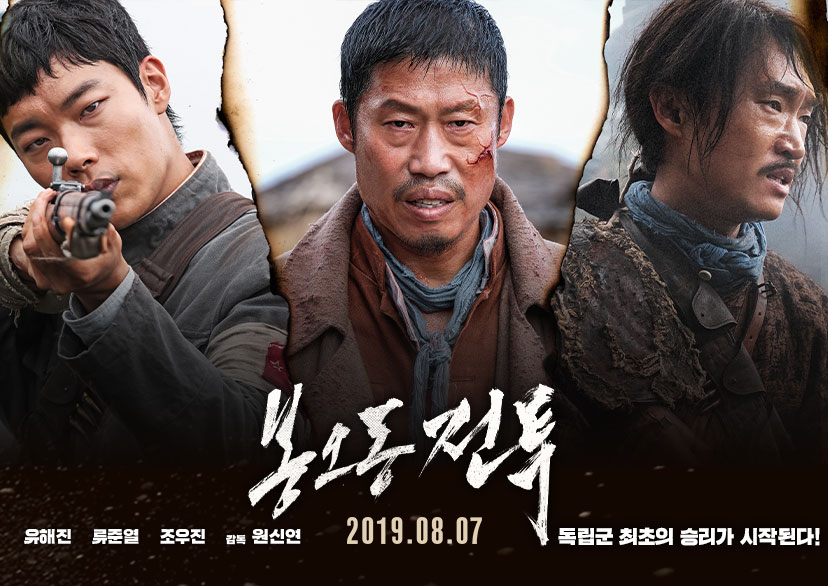 봉오동 전투
유해진 류준열 조우진 감독 원신연
2019.08.07
독립군 최초의 승리가 시작된다!